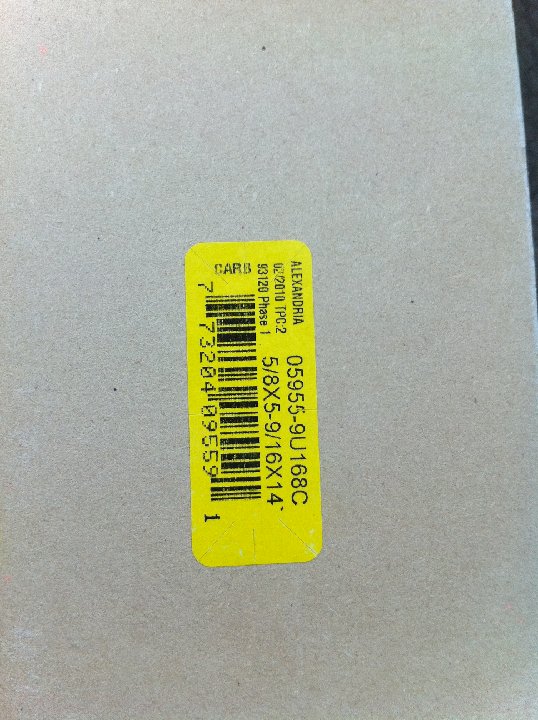 ALEXANDRIA 05955-9U168C
02/2010 TPC:2 5/8X5-9/16X14'
93120 Phase 1
CARB
7 73204 09559 1